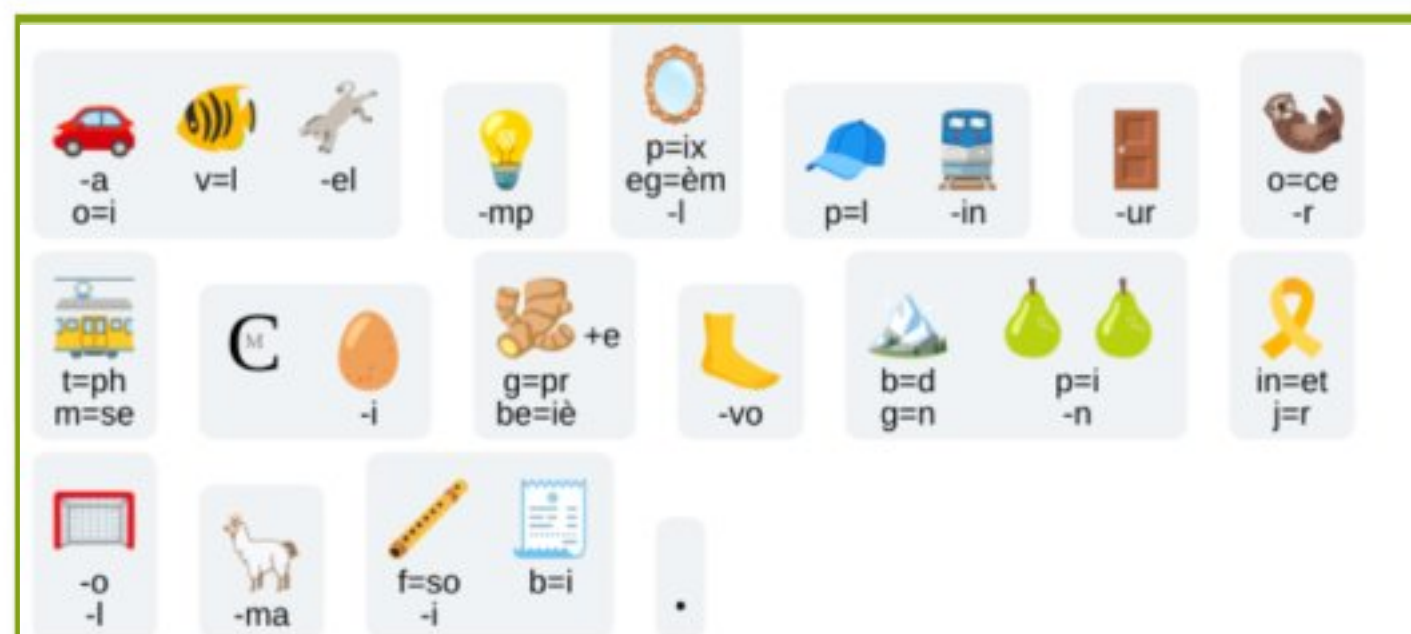 p=ix
-a v=l -el eg=èm p=l -in o=ce
o=i -mp -l -ur -r
C M +e
t=ph g=pr b=d p=i in=et
m=se -i be=iè -vo g=n -n j=r
-o f=so b=i
-l -ma -i .